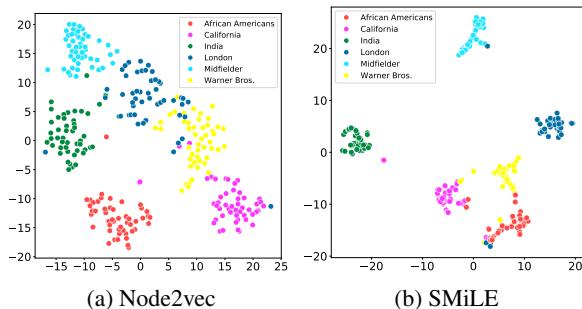 African Americans
California
India
London
Midfielder
Warner Bros.
20
15
10
5
0
−5
−10
−15
−20
−15 −10 −5 0 5 10 15 20 25
(a) Node2vec
African Americans
California
India
London
Midfielder
Warner Bros.
20
10
0
−10
−20
−20 −10 0 10 20
(b) SMiLE